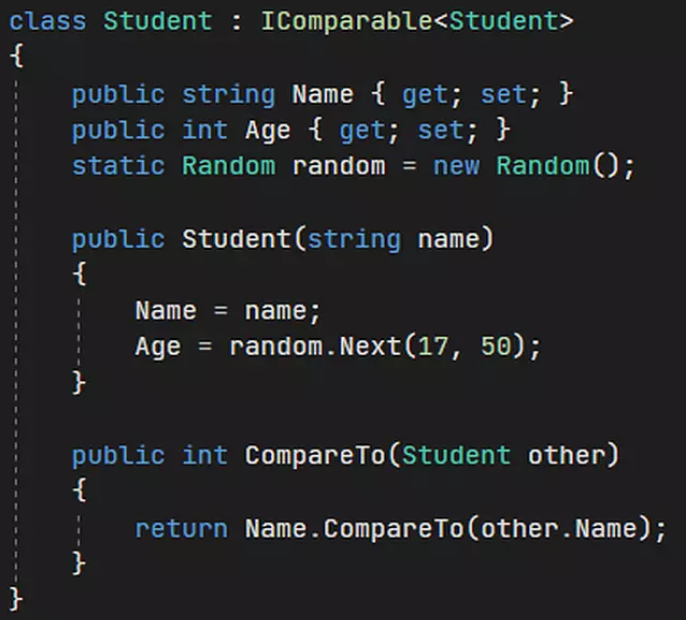 class Student : IComparable<Student>
{
    public string Name { get; set; }
    public int Age { get; set; }
    static Random random = new Random();

    public Student(string name)
    {
        Name = name;
        Age = random.Next(17, 50);
    }

    public int CompareTo(Student other)
    {
        return Name.CompareTo(other.Name);
    }
}